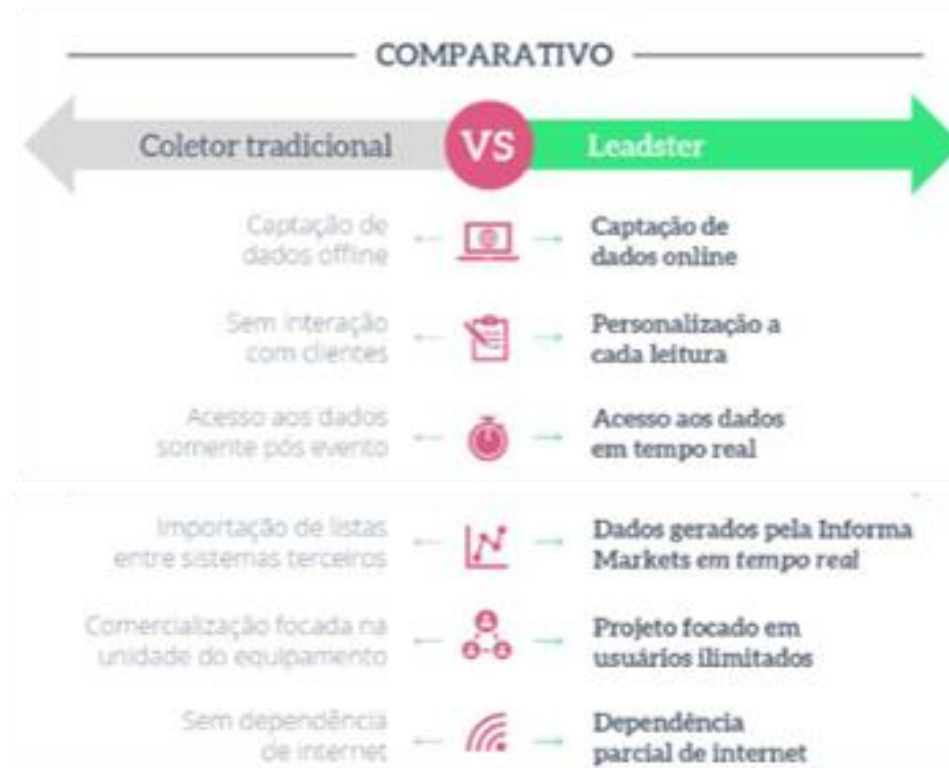 COMPARATIVO
Coletor tradicional VS Leadster
Captação de
dados offline
Captação de
dados online
Sem interação
com clientes
Personalização a
cada leitura
Acesso aos dados
somente pós evento
Acesso aos dados
em tempo real
Importação de listas
entre sistemas terceiros
Dados gerados pela Informa
Markets em tempo real
Comercialização focada na
unidade do equipamento
Projeto focado em
usuários ilimitados
Sem dependência
de internet
Dependência
parcial de internet